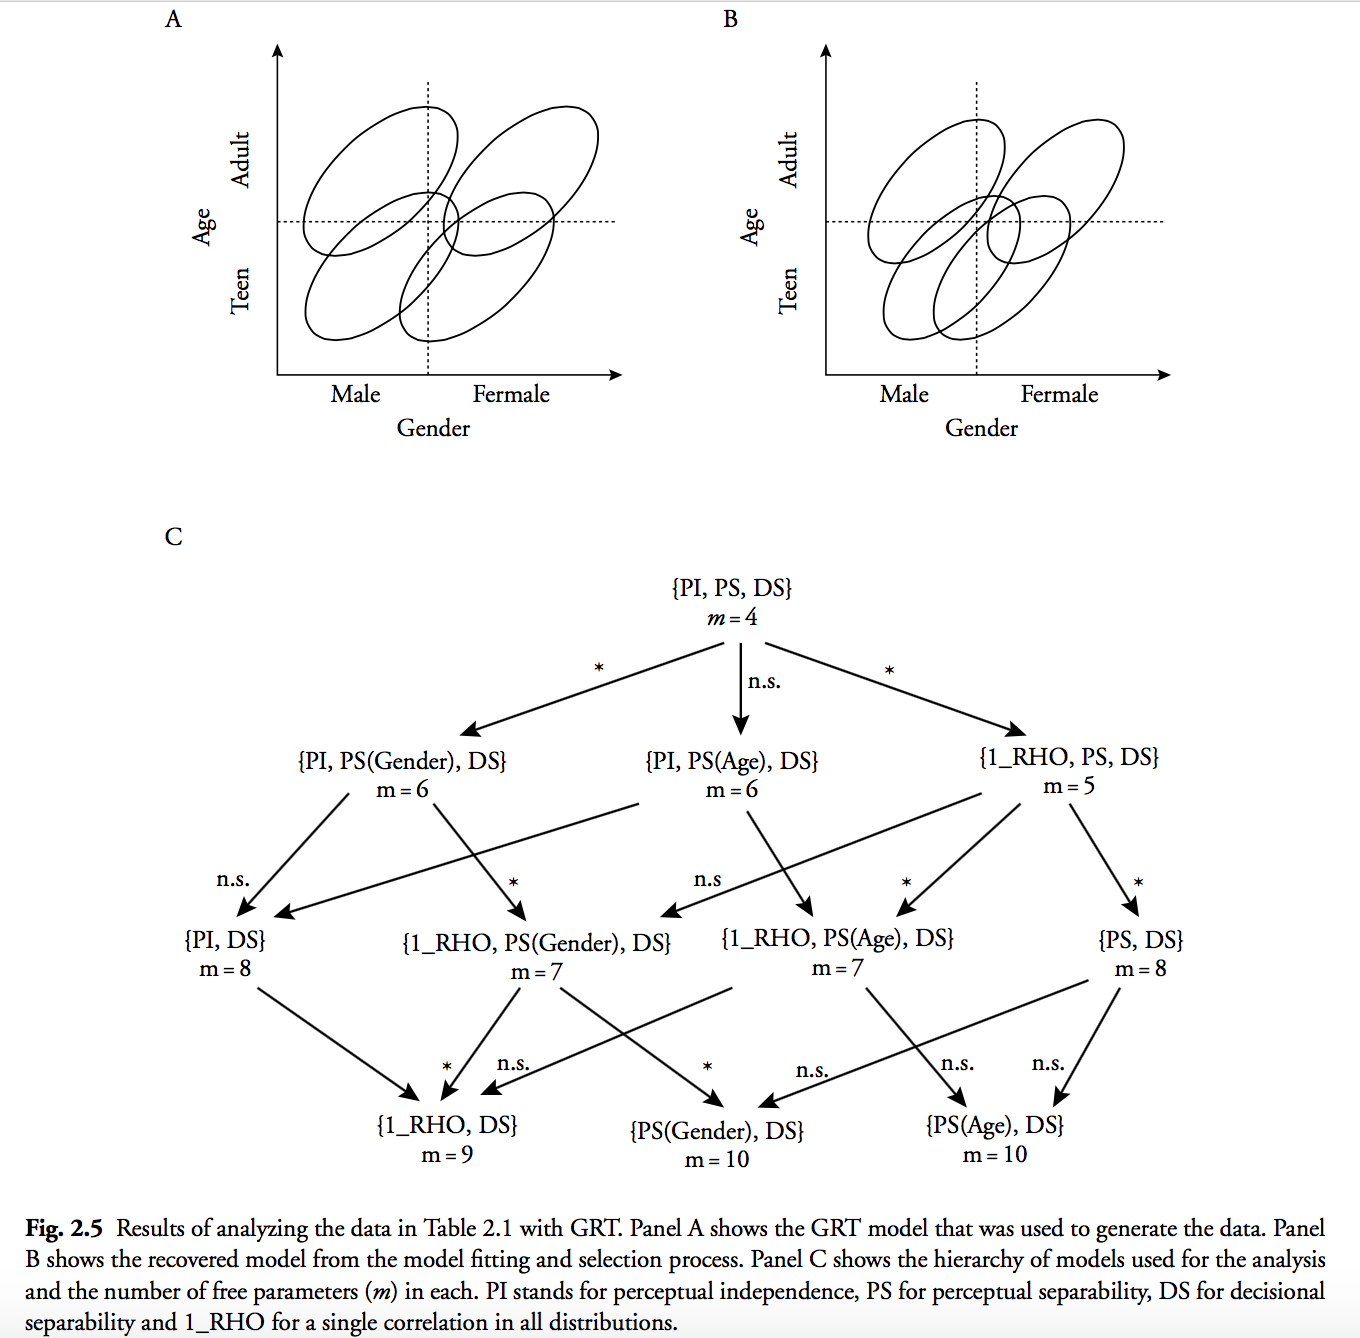 A
B
Adult
Age
Teen
Male
Fermale
Gender
Adult
Age
Teen
Male
Fermale
Gender
C
{PI, PS, DS}
m = 4
*
n.s.
*
{PI, PS(Gender), DS}
m = 6
{PI, PS(Age), DS}
m = 6
{1_RHO, PS, DS}
m = 5
n.s.
*
n.s
*
*
{PI, DS}
m = 8
{1_RHO, PS(Gender), DS}
m = 7
{1_RHO, PS(Age), DS}
m = 7
{PS, DS}
m = 8
*
n.s.
*
n.s.
n.s.
n.s.
{1_RHO, DS}
m = 9
{PS(Gender), DS}
m = 10
{PS(Age), DS}
m = 10
Fig. 2.5 Results of analyzing the data in Table 2.1 with GRT. Panel A shows the GRT model that was used to generate the data. Panel
B shows the recovered model from the model fitting and selection process. Panel C shows the hierarchy of models used for the analysis
and the number of free parameters (m) in each. PI stands for perceptual independence, PS for perceptual separability, DS for decisional
separability and 1_RHO for a single correlation in all distributions.